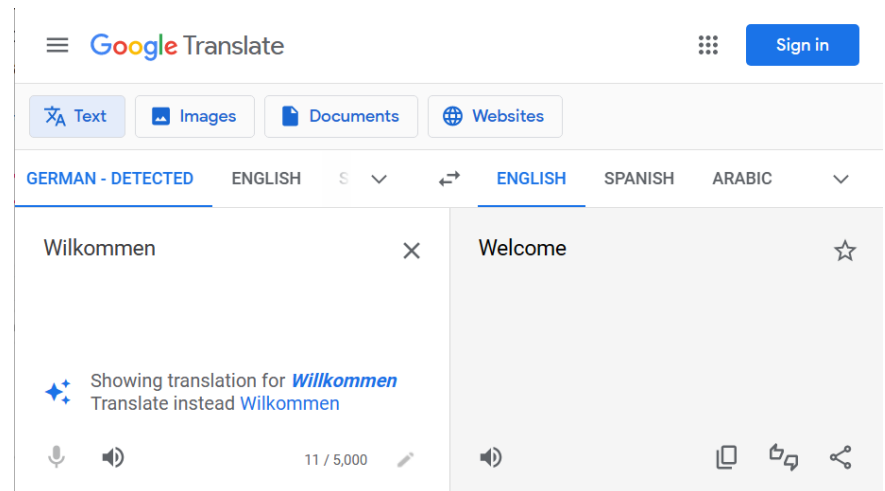 Google Translate
Sign in
Text Images Documents Websites
GERMAN - DETECTED ENGLISH S ENGLISH SPANISH ARABIC
Wilkommen
Welcome
Showing translation for Willkommen
Translate instead Wilkommen
11 / 5,000